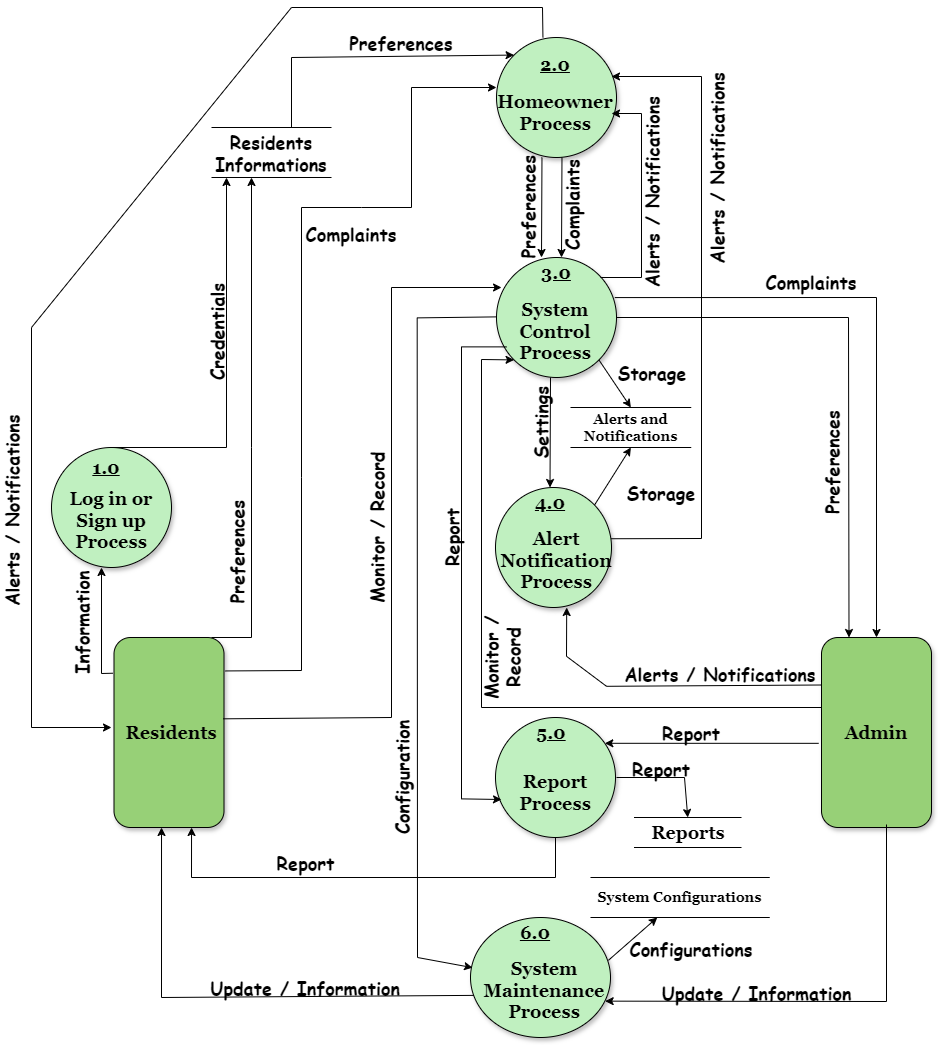 Preferences
2.0
Homeowner
Process
Residents
Informations
Complaints
Preferences
Complaints
Alerts / Notifications
Alerts / Notifications
3.0
System
Control
Process
Complaints
Credentials
Storage
Alerts and
Notifications
Settings
Preferences
Storage
Alerts / Notifications
1.0
Log in or
Sign up
Process
Monitor / Record
Report
4.0
Alert
Notification
Process
Preferences
Information
Monitor /
Record
Alerts / Notifications
Residents
Admin
5.0
Report
Process
Report
Report
Reports
Configuration
Report
System Configurations
6.0
System
Maintenance
Process
Configurations
Update / Information
Update / Information